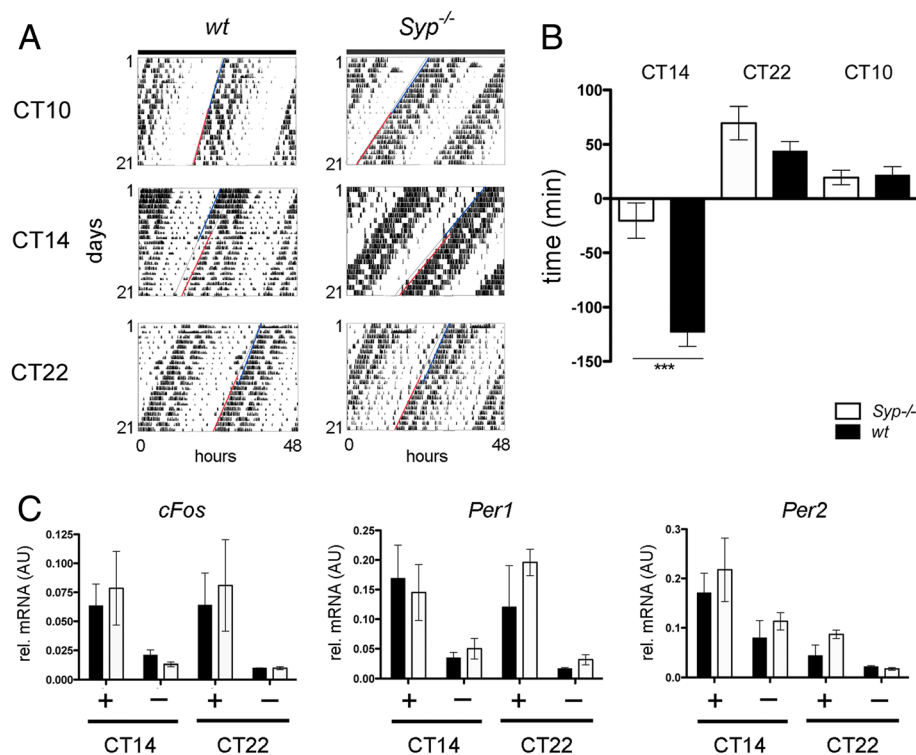 A
wt
Syp-/-
CT10
1
21
1
21
CT14
days
1
21
1
21
CT22
1
21
1
21
0
48
hours
0
48
hours
B
CT14 CT22 CT10
time (min)
100
50
0
-50
-100
-150
***
Syp-/-
wt
C
cFos
rel. mRNA (AU)
0.125
0.100
0.075
0.050
0.025
0.000
+ − + −
CT14 CT22
Per1
rel. mRNA (AU)
0.25
0.20
0.15
0.10
0.05
0.00
+ − + −
CT14 CT22
Per2
rel. mRNA (AU)
0.3
0.2
0.1
0.0
+ − + −
CT14 CT22